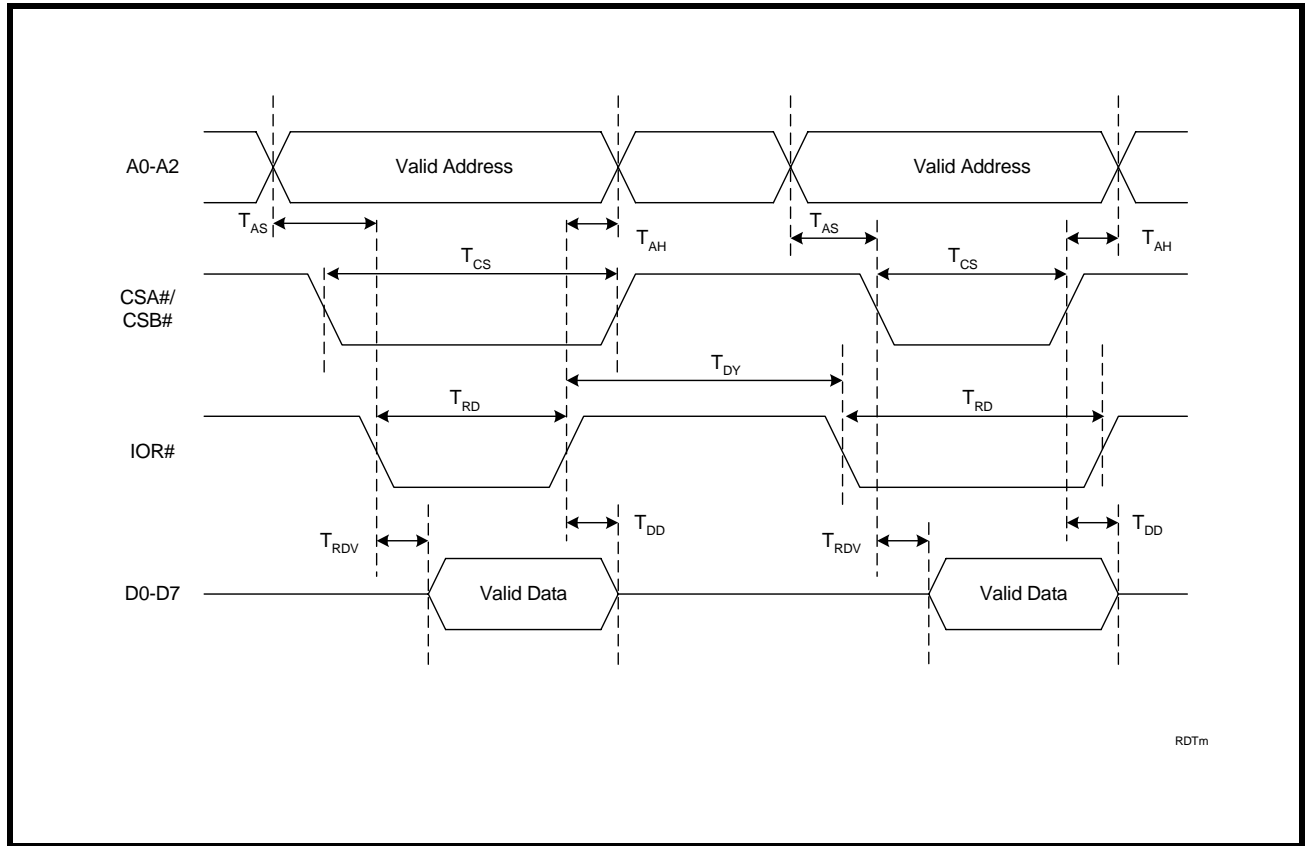 A0-A2
Valid Address
Valid Address
TAS
TAH
TAS
TAH
TCS
TCS
CSA#/
CSB#
TDY
TRD
TRD
IOR#
TRDV
TDD
TRDV
TDD
D0-D7
Valid Data
Valid Data
RDTm